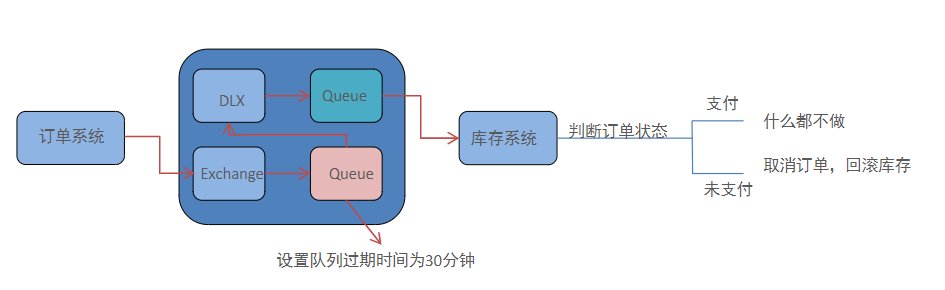 订单系统
DLX
Queue
Exchange
Queue
设置队列过期时间为30分钟
库存系统
判断订单状态
支付
什么都不做
未支付
取消订单，回滚库存